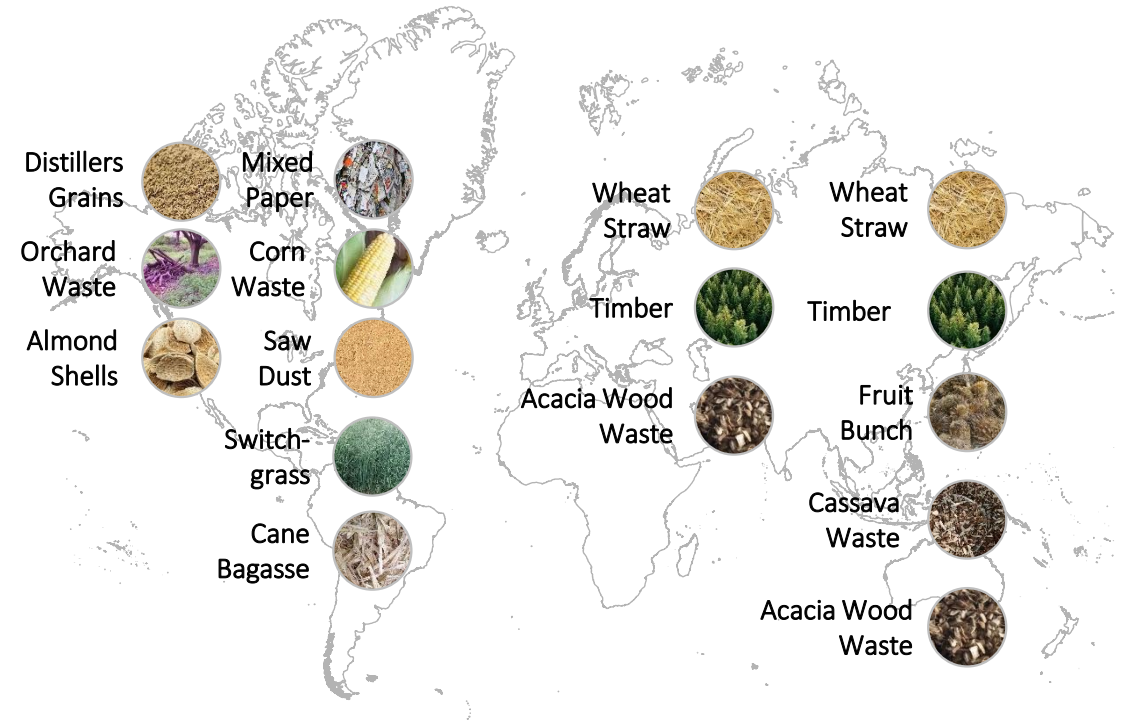 Distillers
Grains
Mixed
Paper
Orchard
Waste
Corn
Waste
Almond
Shells
Saw
Dust
Switch-
grass
Cane
Bagasse
Wheat
Straw
Timber
Acacia Wood
Waste
Wheat
Straw
Timber
Fruit
Bunch
Cassava
Waste
Acacia Wood
Waste